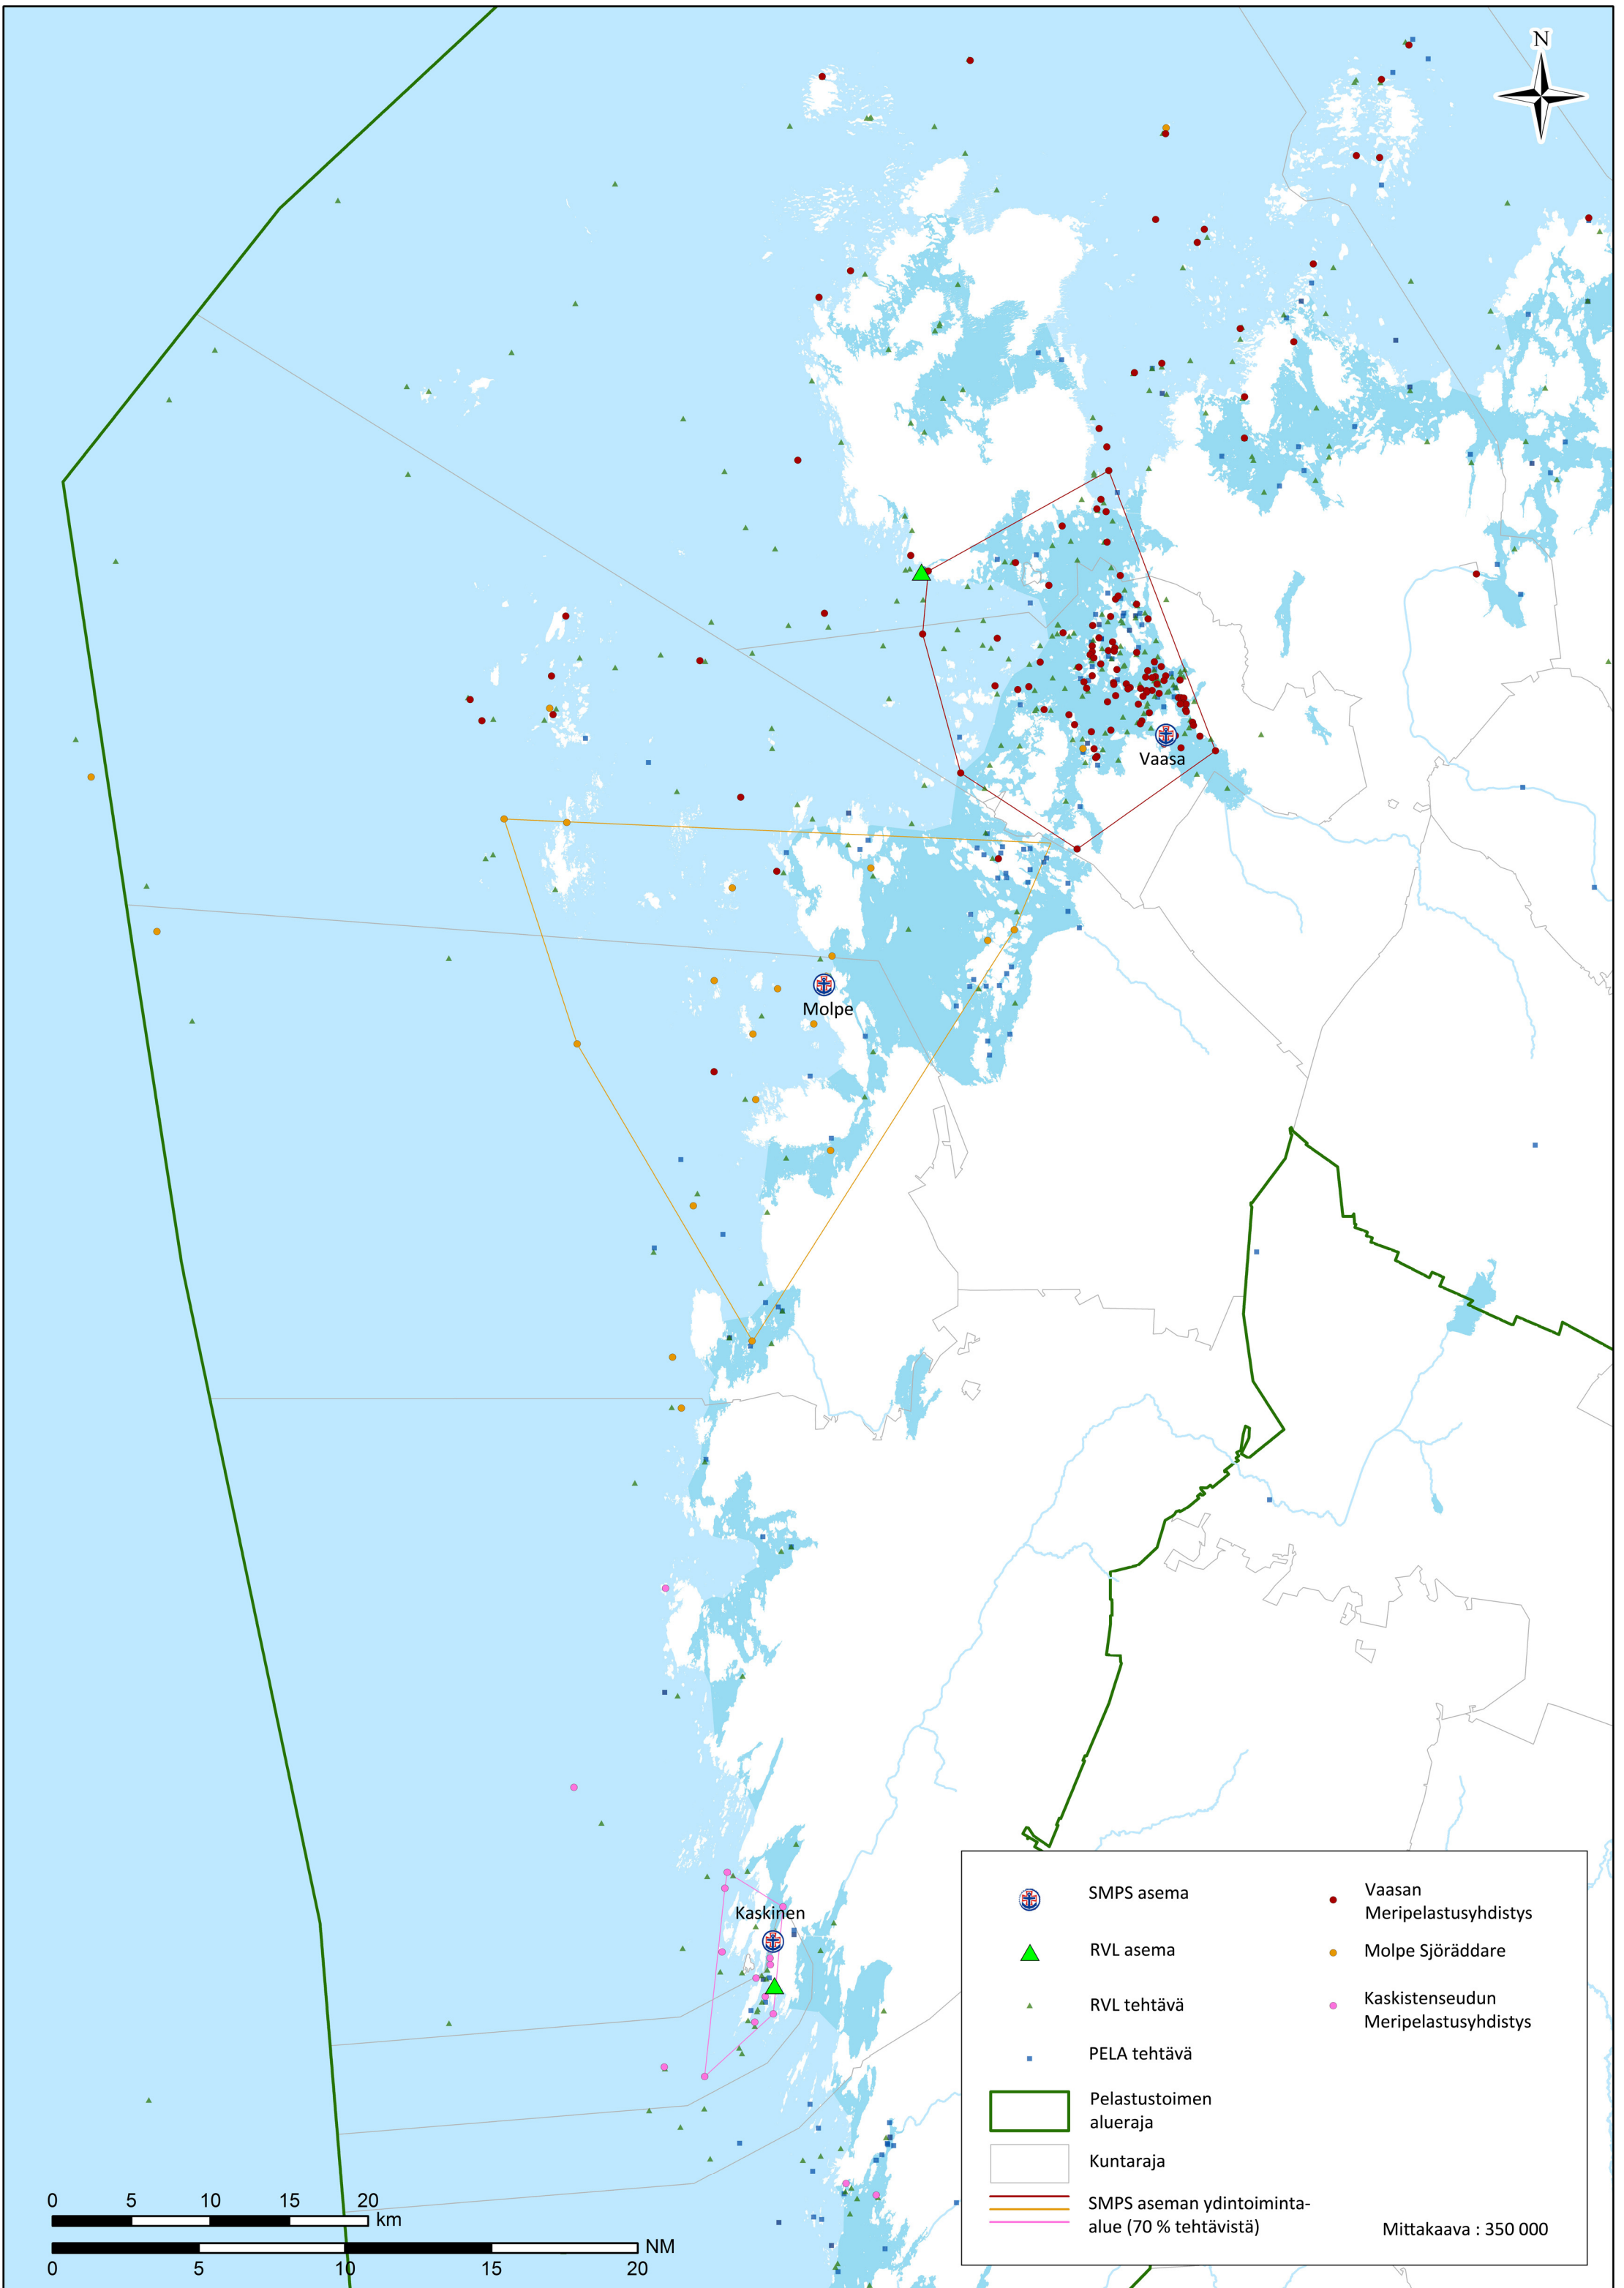 N
Vaasa
Molpe
Kaskinen
SMPS asema
RVL asema
RVL tehtävä
PELA tehtävä
Pelastustoimen
alueraja
Kuntaraja
SMPS aseman ydintoiminta-
alue (70 % tehtävistä)
Vaasan
Meripelastusyhdistys
Molpe Sjöräddare
Kaskistenseudun
Meripelastusyhdistys
Mittakaava : 350 000
0 5 10 15 20
km
NM
0 5 10 15 20